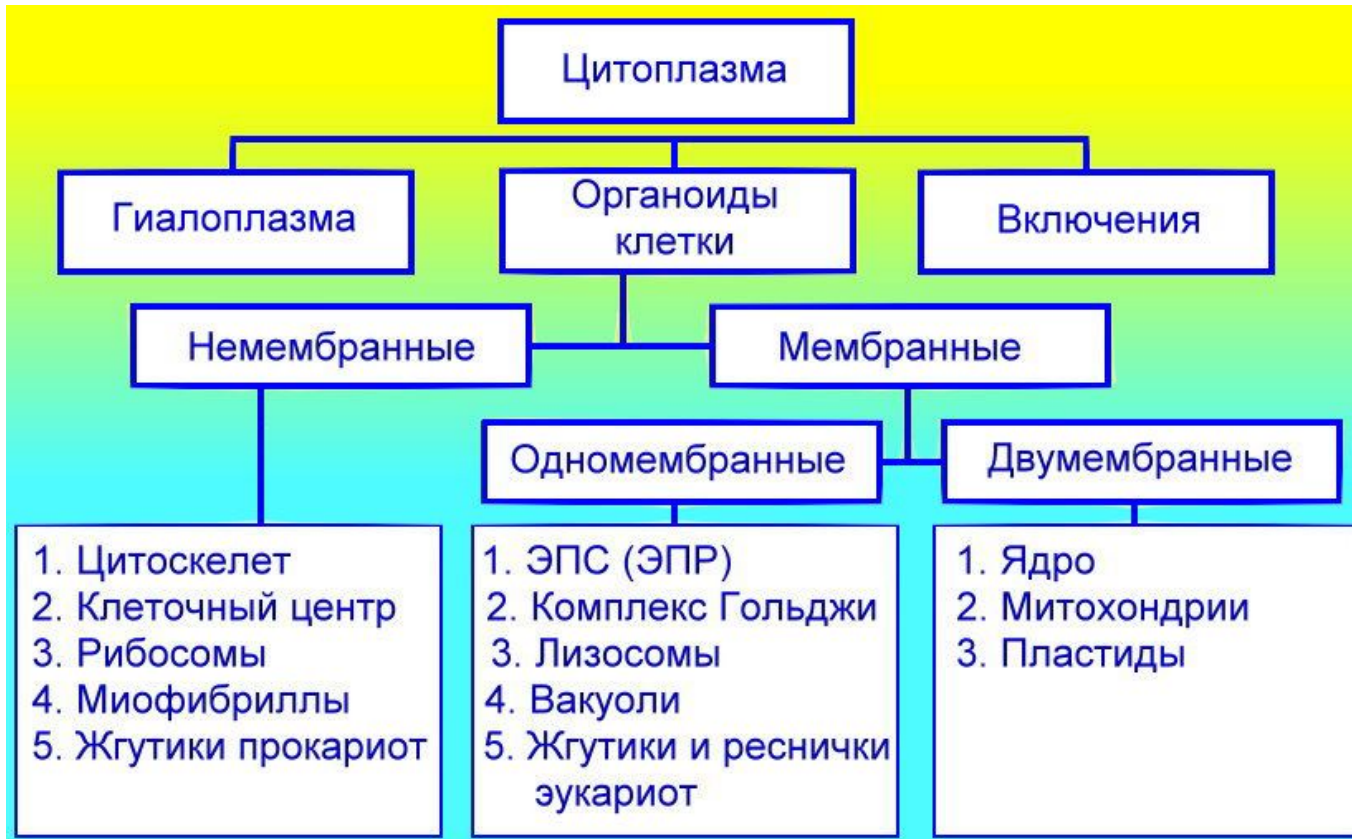 Цитоплазма
Гиалоплазма
Органоиды
клетки
Включения
Немембранные
Мембранные
Одномембранные
Двумембранные
1. Цитоскелет
2. Клеточный центр
3. Рибосомы
4. Миофибриллы
5. Жгутики прокариот
1. ЭПС (ЭПР)
2. Комплекс Гольджи
3. Лизосомы
4. Вакуоли
5. Жгутики и реснички
эукариот
1. Ядро
2. Митохондрии
3. Пластиды